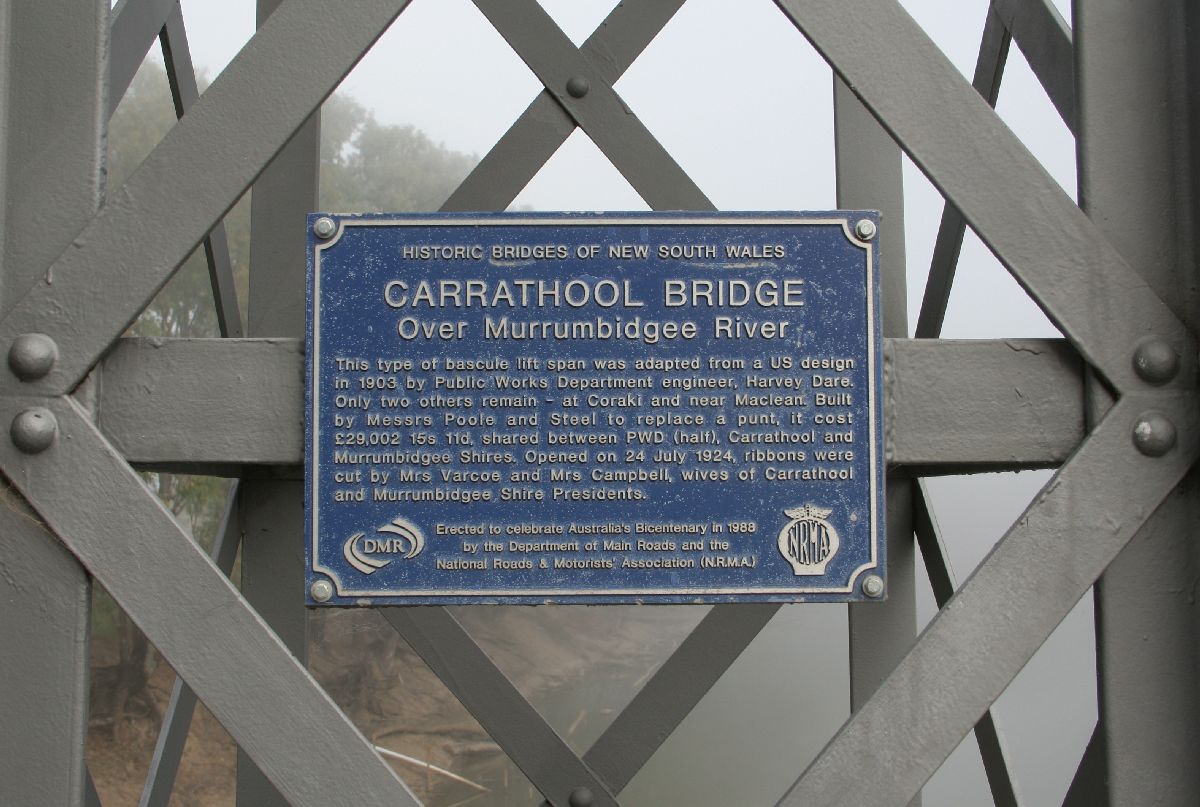 HISTORIC BRIDGES OF NEW SOUTH WALES
CARRATHOOL BRIDGE
Over Murrumbidgee River
This type of bascule lift span was adapted from a US design
in 1903 by Public Works Department engineer, Harvey Dare.
Only two others remain - at Coraki and near Maclean. Built
by Messrs Poole and Steel to replace a punt, it cost
£29,002 15s 11d, shared between PWD (half), Carrathool and
Murrumbidgee Shires. Opened on 24 July 1924, ribbons were
cut by Mrs Varcoe and Mrs Campbell, wives of Carrathool
and Murrumbidgee Shire Presidents.
DMR
Erected to celebrate Australia's Bicentenary in 1988
by the Department of Main Roads and the
National Roads & Motorists' Association (N.R.M.A.)
NRMA